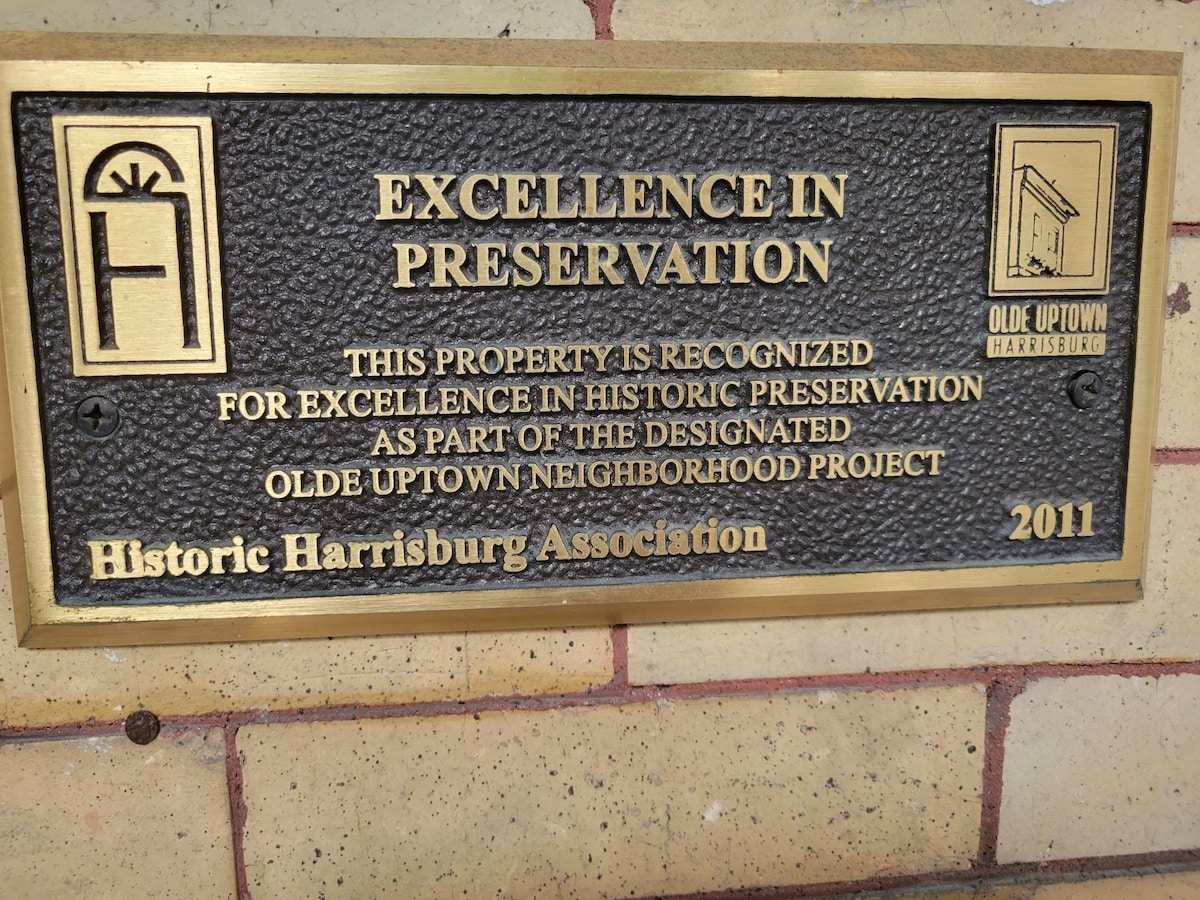 EXCELLENCE IN
PRESERVATION
OLDE UPTOWN
HARRISBURG
THIS PROPERTY IS RECOGNIZED
FOR EXCELLENCE IN HISTORIC PRESERVATION
AS PART OF THE DESIGNATED
OLDE UPTOWN NEIGHBORHOOD PROJECT
Historic Harrisburg Association
2011